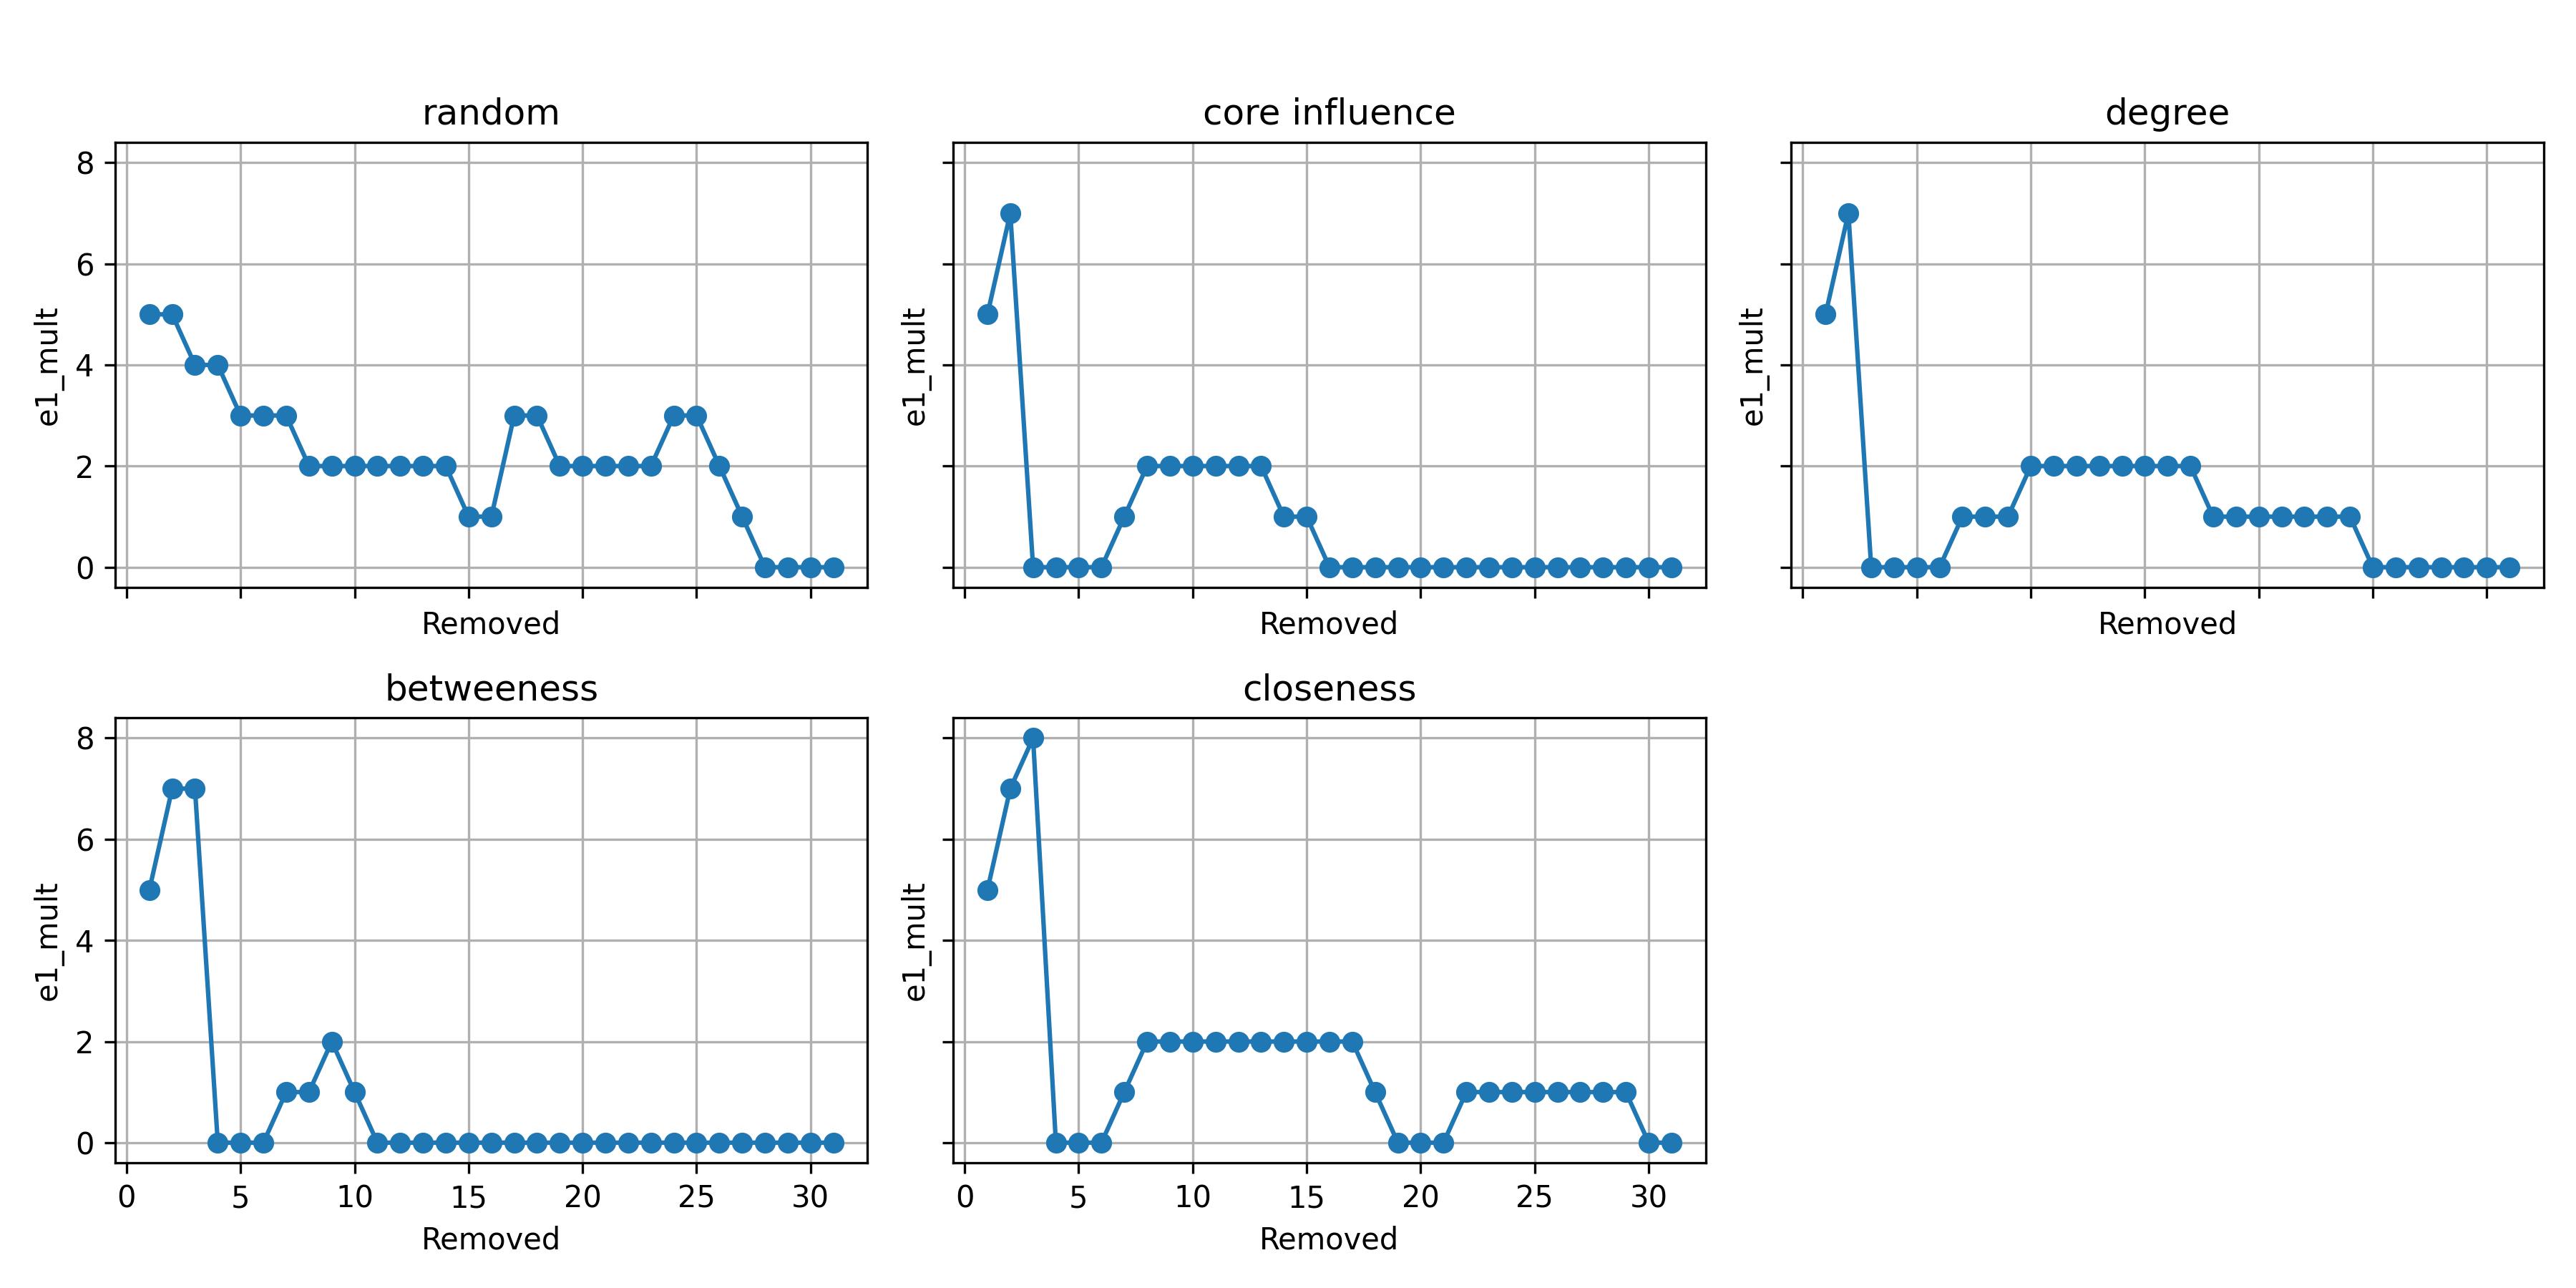 random
core influence
degree
8
6
4
2
0
e1_mult
e1_mult
e1_mult
Removed
Removed
Removed
betweeness
closeness
8
6
4
2
0
e1_mult
e1_mult
0 5 10 15 20 25 30
0 5 10 15 20 25 30
Removed
Removed